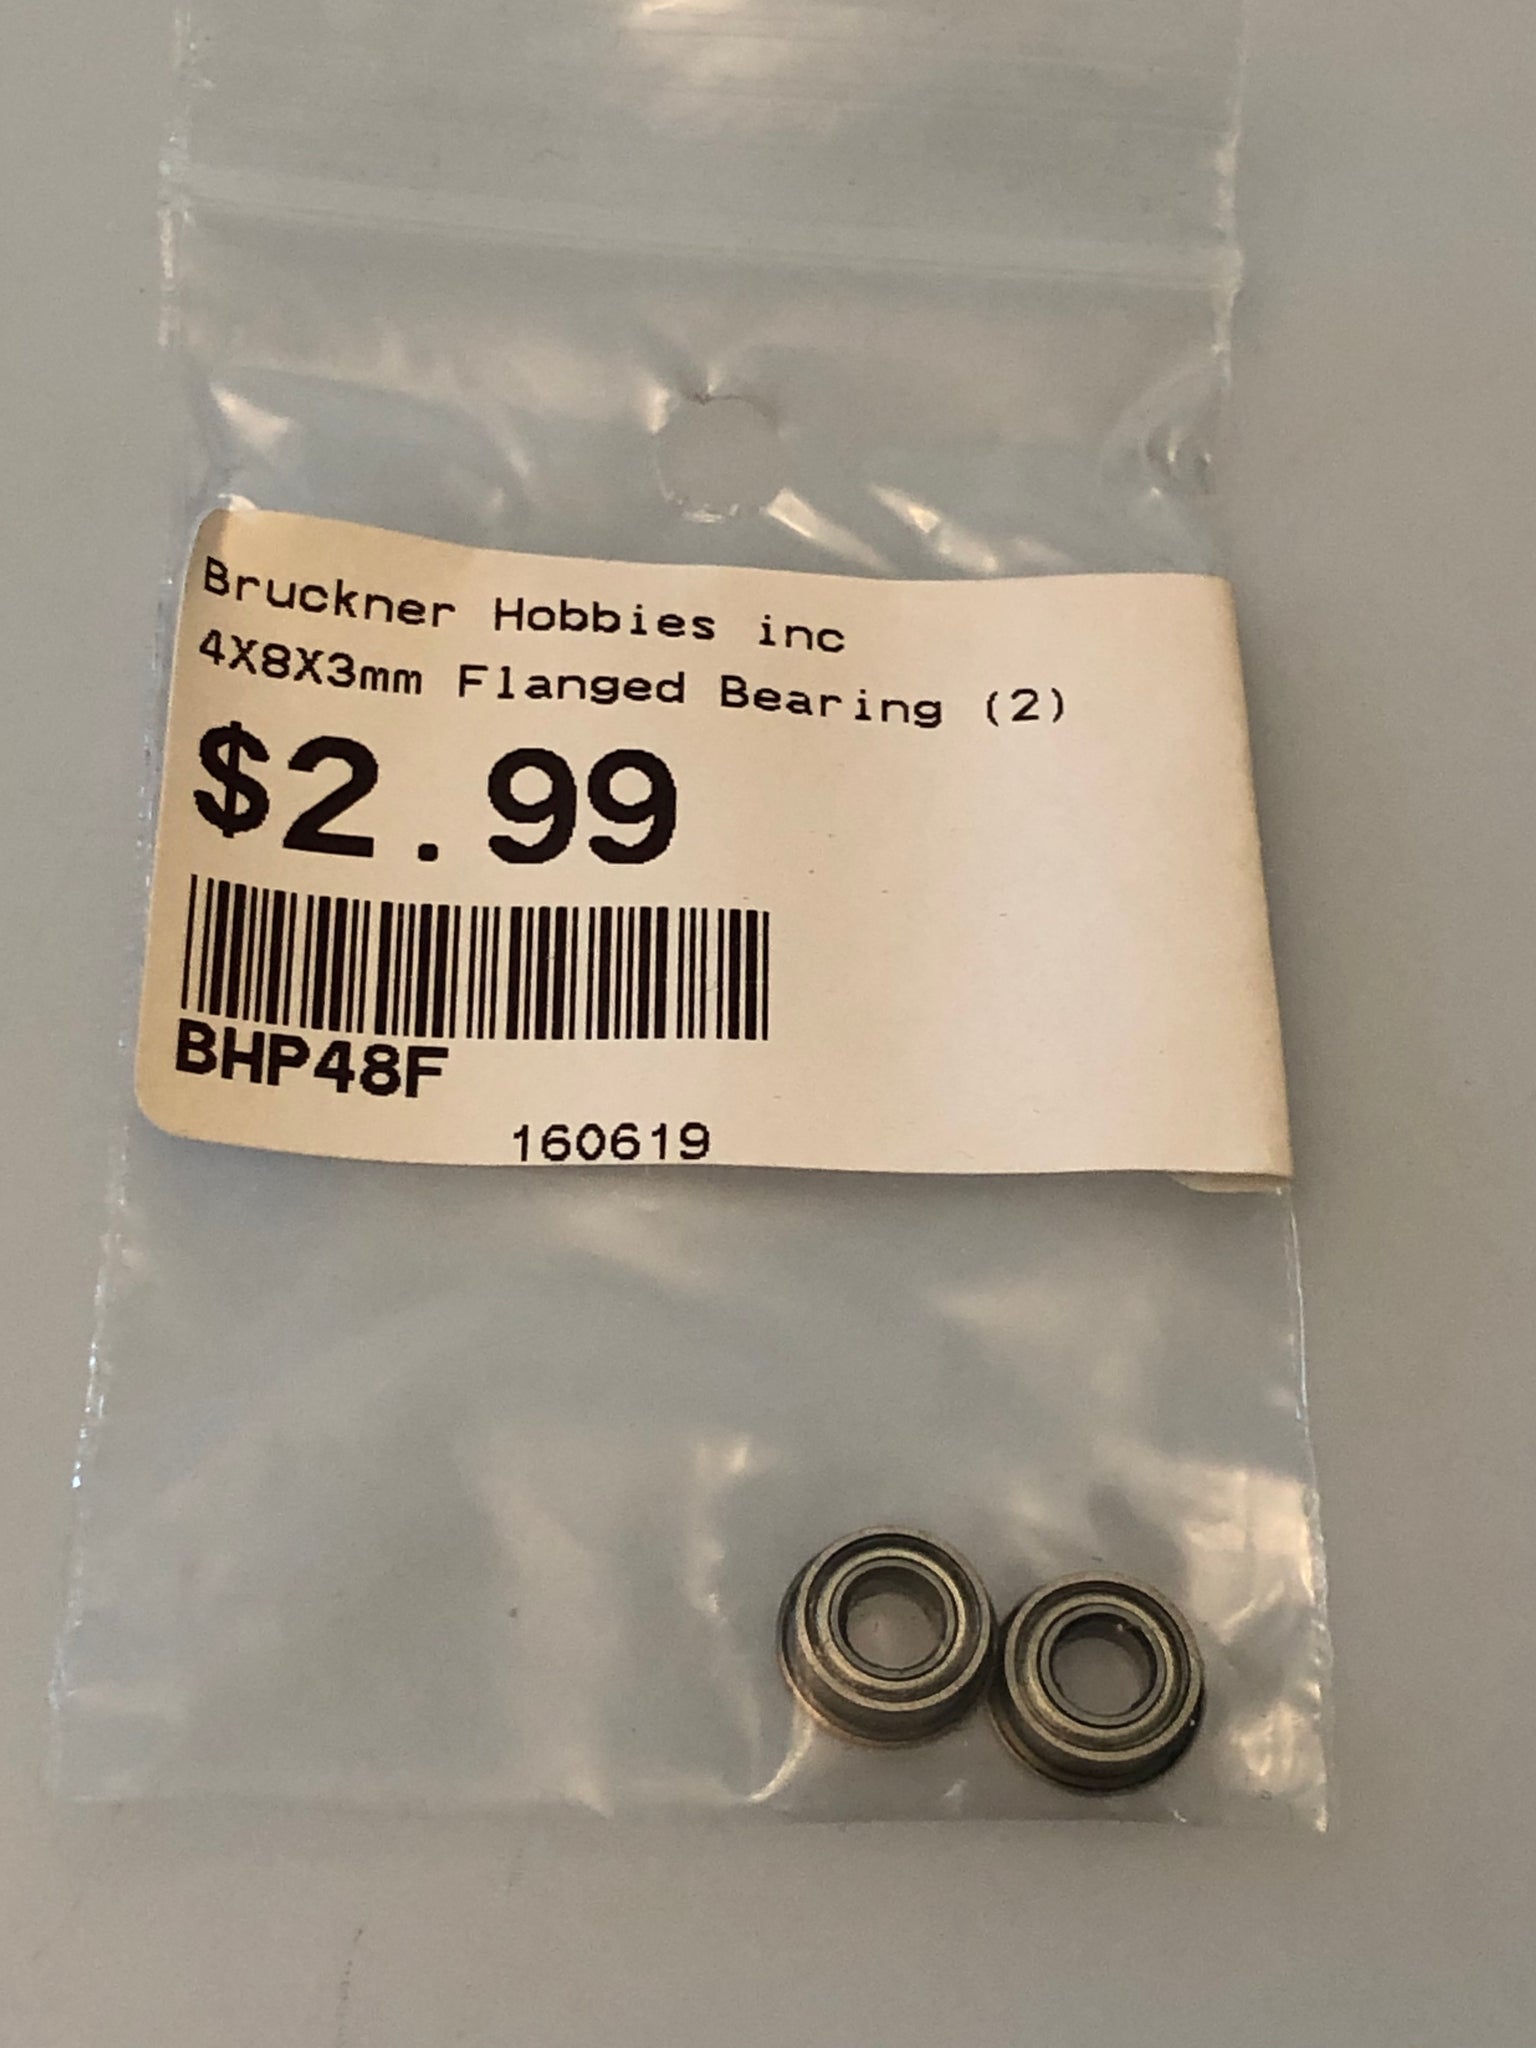 Bruckner Hobbies inc
4X8X3mm Flanged Bearing (2)
$2.99
BHP48F
160619